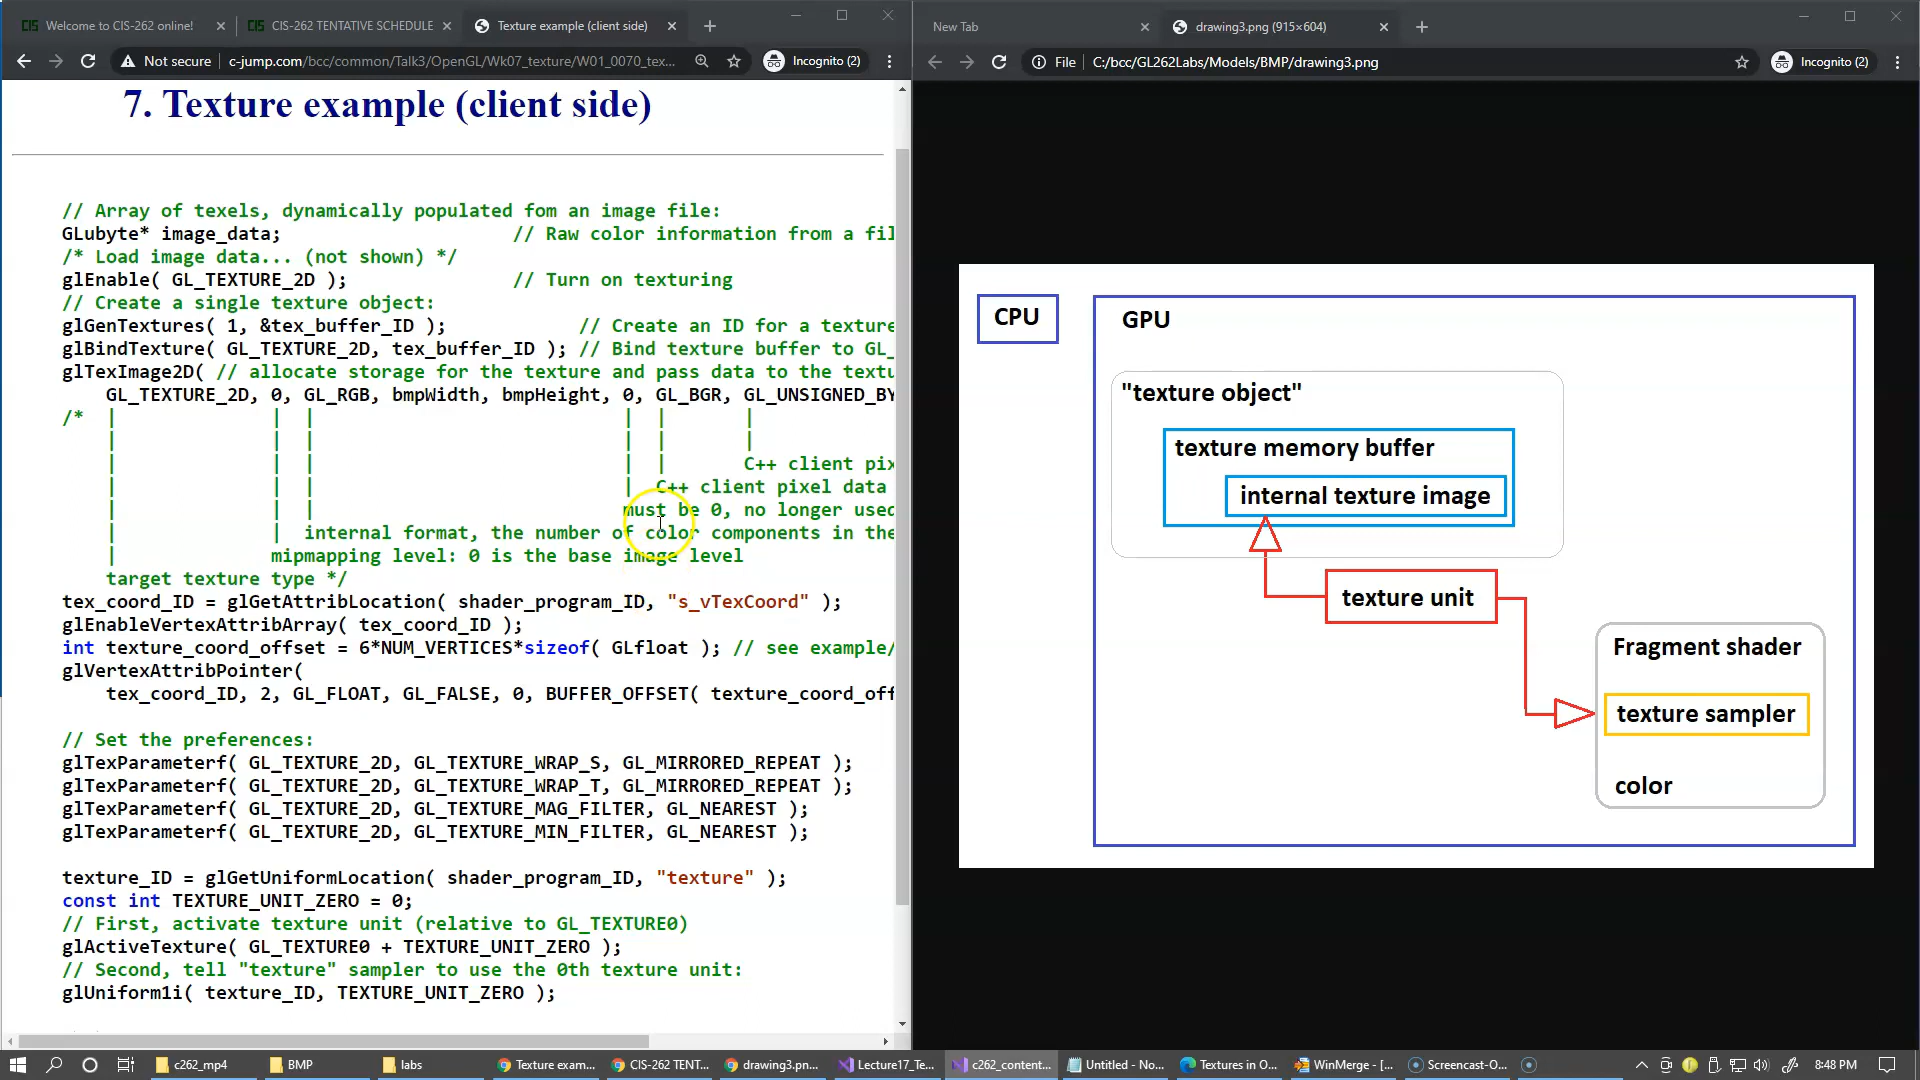 Welcome to CIS-262 online!
CIS-262 TENTATIVE SCHEDULE
Texture example (client side)
New Tab
drawing3.png (915×604)
Not secure
c-jump.com/bcc/common/Talk3/OpenGL/Wk07_texture/W01_0070_tex...
Incognito (2)
File
C:/bcc/GL262Labs/Models/BMP/drawing3.png
Incognito (2)
7. Texture example (client side)
// Array of texels, dynamically populated fom an image file:
GLubyte* image_data; // Raw color information from a fil
/* Load image data... (not shown) */
glEnable( GL_TEXTURE_2D ); // Turn on texturing
// Create a single texture object:
glGenTextures( 1, &tex_buffer_ID ); // Create an ID for a texture
glBindTexture( GL_TEXTURE_2D, tex_buffer_ID ); // Bind texture buffer to GL_
glTexImage2D( // allocate storage for the texture and pass data to the textu
GL_TEXTURE_2D, 0, GL_RGB, bmpWidth, bmpHeight, 0, GL_BGR, GL_UNSIGNED_BY
/* | | | | | |
| | | | | |
| | | | | C++ client pix
| | | | C++ client pixel data
| | | must be 0, no longer used
| | internal format, the number of color components in the
| mipmapping level: 0 is the base image level
target texture type */
tex_coord_ID = glGetAttribLocation( shader_program_ID, "s_vTexCoord" );
glEnableVertexAttribArray( tex_coord_ID );
int texture_coord_offset = 6*NUM_VERTICES*sizeof( GLfloat ); // see example/
glVertexAttribPointer(
tex_coord_ID, 2, GL_FLOAT, GL_FALSE, 0, BUFFER_OFFSET( texture_coord_off
// Set the preferences:
glTexParameterf( GL_TEXTURE_2D, GL_TEXTURE_WRAP_S, GL_MIRRORED_REPEAT );
glTexParameterf( GL_TEXTURE_2D, GL_TEXTURE_WRAP_T, GL_MIRRORED_REPEAT );
glTexParameterf( GL_TEXTURE_2D, GL_TEXTURE_MAG_FILTER, GL_NEAREST );
glTexParameterf( GL_TEXTURE_2D, GL_TEXTURE_MIN_FILTER, GL_NEAREST );
texture_ID = glGetUniformLocation( shader_program_ID, "texture" );
const int TEXTURE_UNIT_ZERO = 0;
// First, activate texture unit (relative to GL_TEXTURE0)
glActiveTexture( GL_TEXTURE0 + TEXTURE_UNIT_ZERO );
// Second, tell "texture" sampler to use the 0th texture unit:
glUniform1i( texture_ID, TEXTURE_UNIT_ZERO );
CPU
GPU
"texture object"
texture memory buffer
internal texture image
texture unit
Fragment shader
texture sampler
color
c262_mp4
BMP
labs
Texture exam...
CIS-262 TENT...
drawing3.pn...
Lecture17_Te...
c262_content...
Untitled - No...
Textures in O...
WinMerge - [...
Screencast-O...
8:48 PM